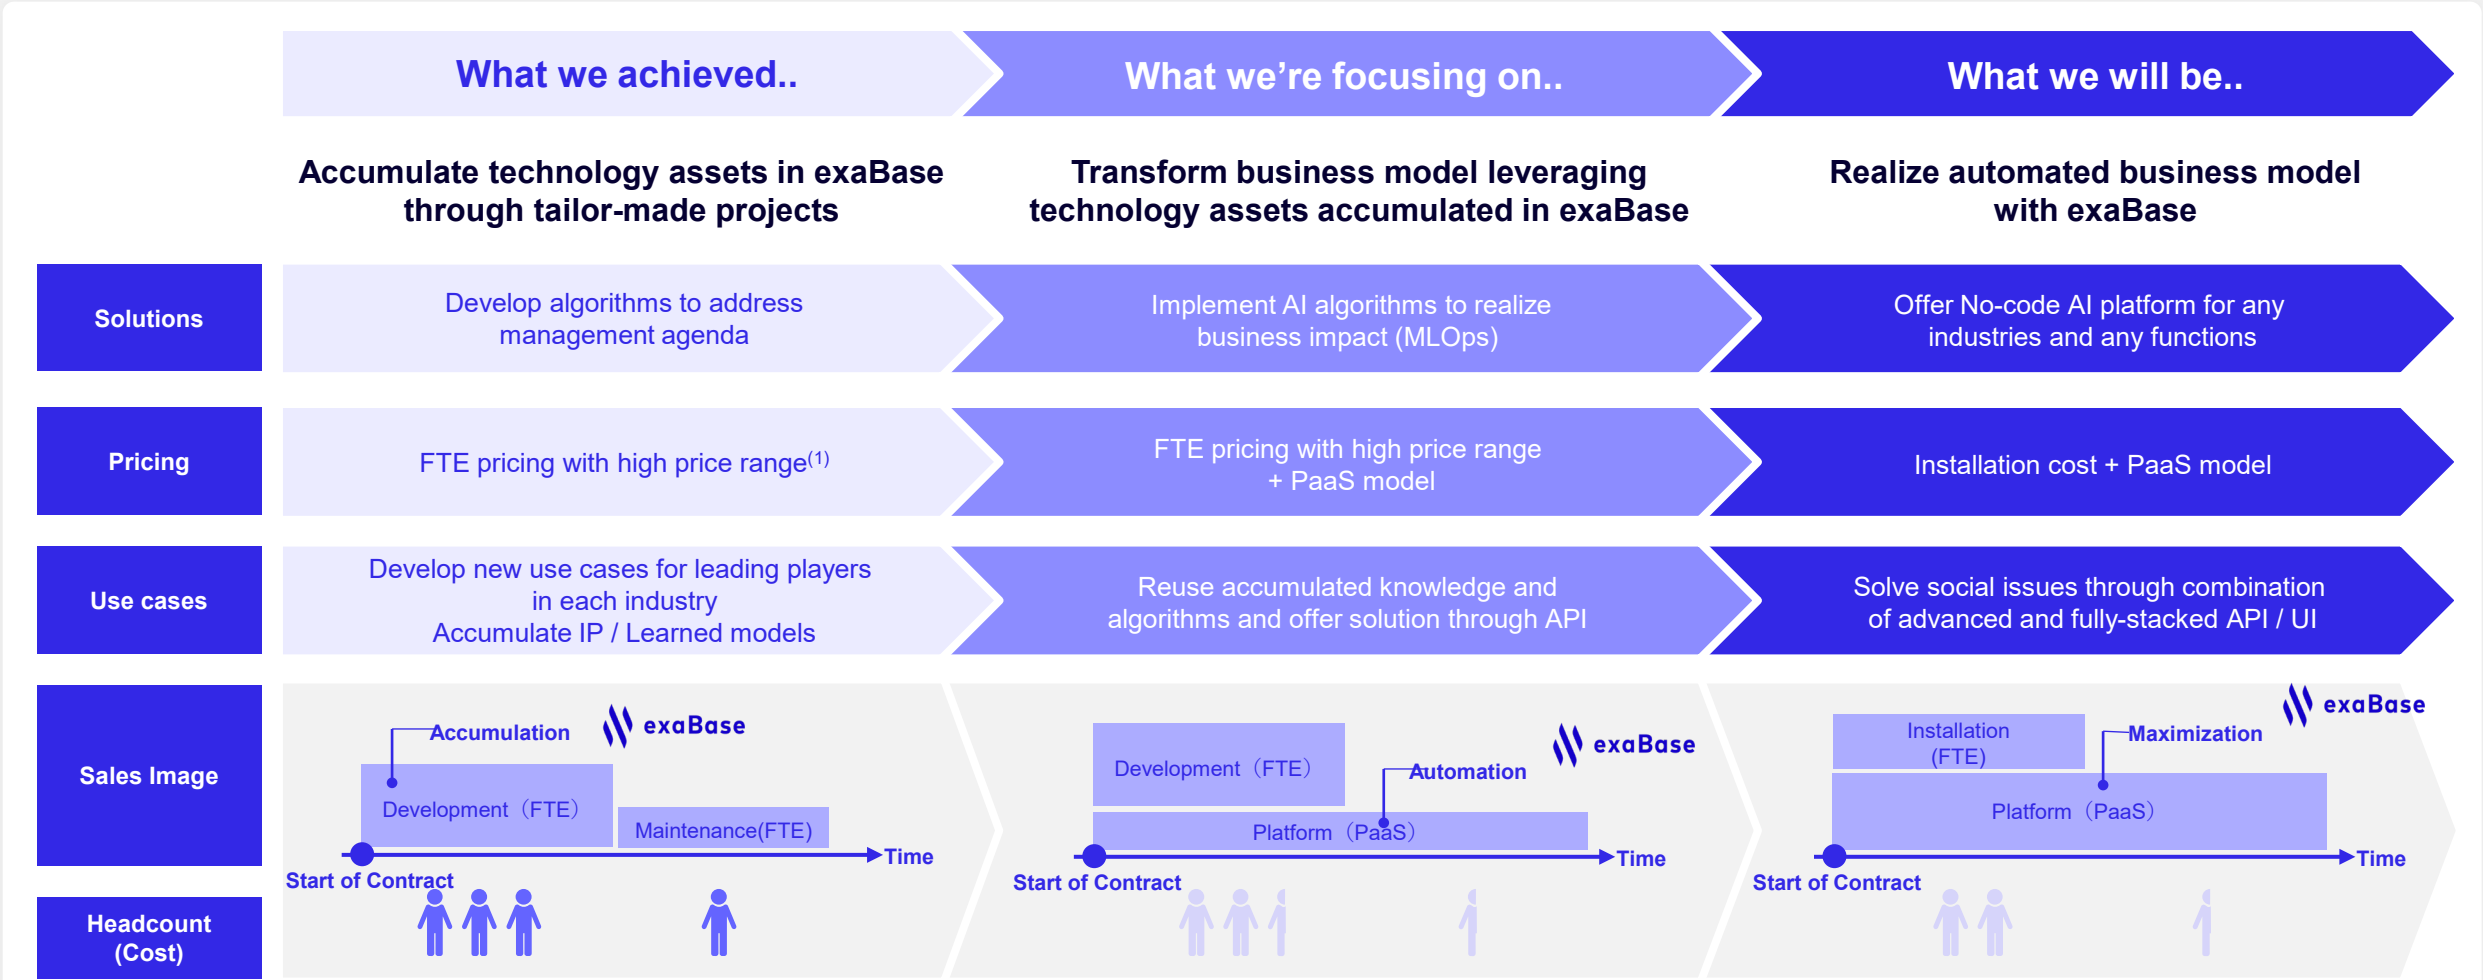 What we achieved..
What we’re focusing on..
What we will be..
Accumulate technology assets in exaBase
through tailor-made projects
Transform business model leveraging
technology assets accumulated in exaBase
Realize automated business model
with exaBase
Solutions
Develop algorithms to address
management agenda
Implement AI algorithms to realize
business impact (MLOps)
Offer No-code AI platform for any
industries and any functions
Pricing
FTE pricing with high price range(1)
FTE pricing with high price range
+ PaaS model
Installation cost + PaaS model
Use cases
Develop new use cases for leading players
in each industry
Accumulate IP / Learned models
Reuse accumulated knowledge and
algorithms and offer solution through API
Solve social issues through combination
of advanced and fully-stacked API / UI
Sales Image
Accumulation
exaBase
Development（FTE）
Maintenance(FTE)
Time
Start of Contract
exaBase
Development（FTE）
Automation
Platform（PaaS）
Time
Start of Contract
exaBase
Installation
(FTE)
Maximization
Platform（PaaS）
Time
Start of Contract
Headcount
(Cost)